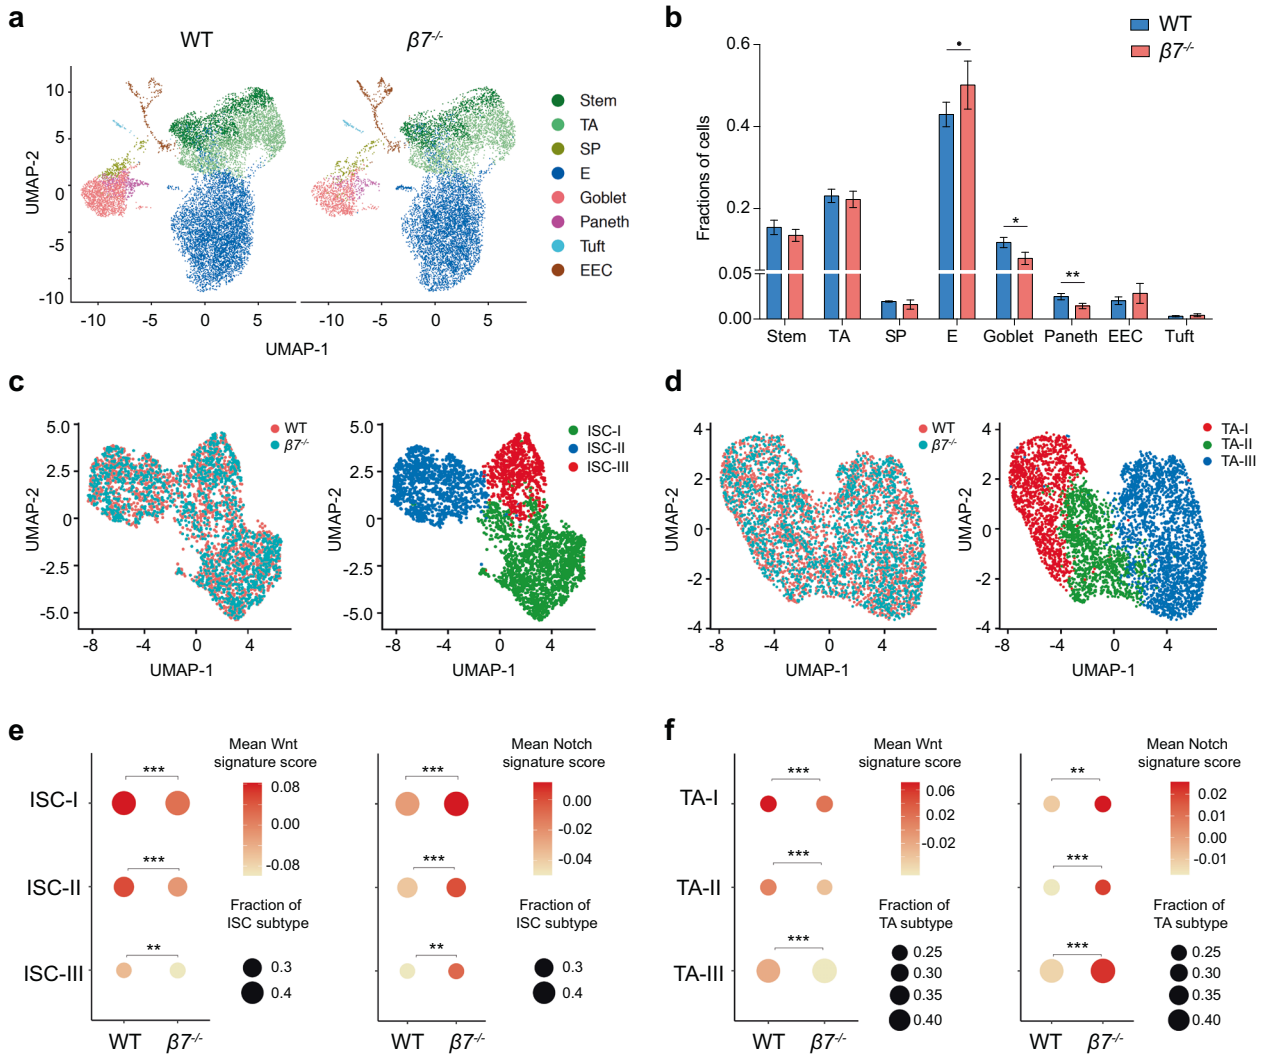 a
WT
β7-/-
10
5
0
-5
-10
UMAP-2
-10
-5
0
5
-10
-5
0
5
UMAP-1
Stem
TA
SP
E
Goblet
Paneth
Tuft
EEC
b
WT
β7-/-
0.6
0.4
0.2
0.05
0.00
Fractions of cells
•
*
**
Stem
TA
SP
E
Goblet
Paneth
EEC
Tuft
c
5.0
2.5
0
-2.5
-5.0
UMAP-2
WT
β7-/-
-8
-4
0
4
UMAP-1
5.0
2.5
0
-2.5
-5.0
UMAP-2
ISC-I
ISC-II
ISC-III
-8
-4
0
4
UMAP-1
d
4
2
0
-2
-4
UMAP-2
WT
β7-/-
-8
-4
0
4
UMAP-1
4
2
0
-2
-4
UMAP-2
TA-I
TA-II
TA-III
-8
-4
0
4
UMAP-1
e
ISC-I
ISC-II
ISC-III
***
***
**
WT
β7-/-
Mean Wnt
signature score
0.08
0.00
-0.08
Fraction of
ISC subtype
0.3
0.4
***
***
**
WT
β7-/-
Mean Notch
signature score
0.00
-0.02
-0.04
Fraction of
ISC subtype
0.3
0.4
f
TA-I
TA-II
TA-III
***
***
***
WT
β7-/-
Mean Wnt
signature score
0.06
0.02
-0.02
Fraction of
TA subtype
0.25
0.30
0.35
0.40
**
***
***
WT
β7-/-
Mean Notch
signature score
0.02
0.01
0.00
-0.01
Fraction of
TA subtype
0.25
0.30
0.35
0.40